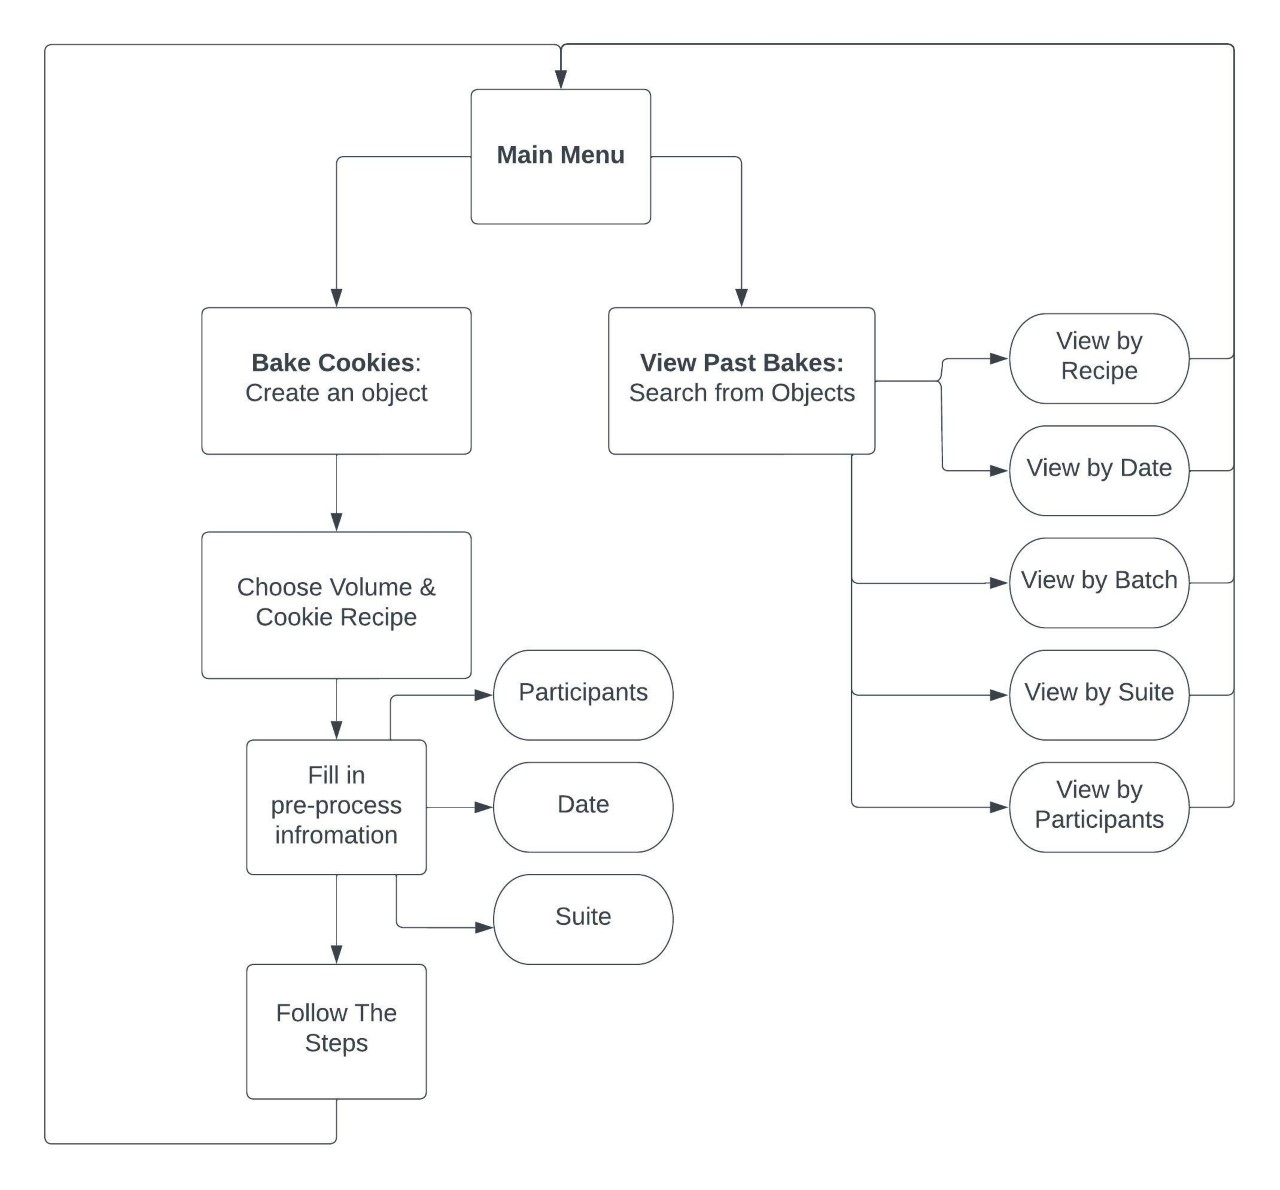 Main Menu
Bake Cookies:
Create an object
View Past Bakes:
Search from Objects
View by
Recipe
View by Date
View by Batch
View by Suite
View by
Participants
Choose Volume &
Cookie Recipe
Participants
Fill in
pre-process
infromation
Date
Suite
Follow The
Steps